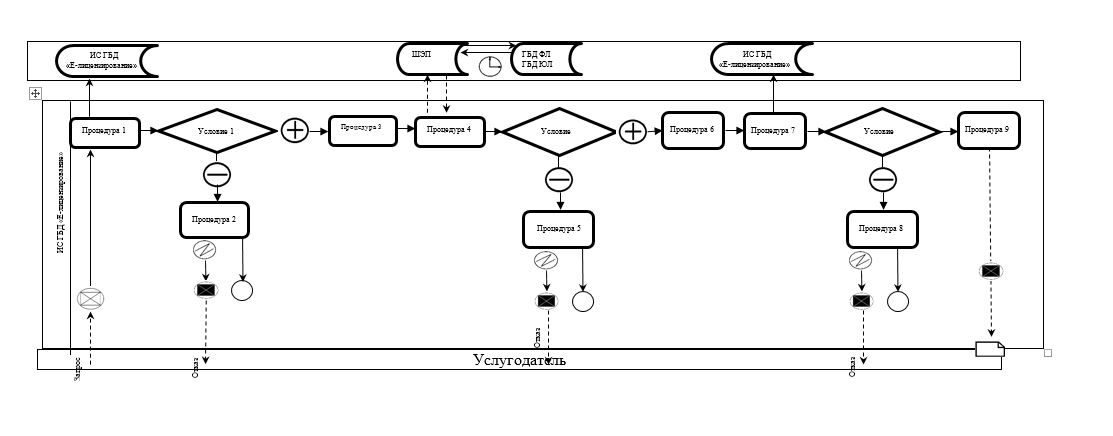 ИС ГБД
«Е-лицензирование»
ШЭП
ГБД ФЛ
ГБД ЮЛ
ИС ГБД
«Е-лицензирование»
ИС ГБД «Е-лицензирование»
Процедура 1
Условие 1
Процедура 3
Процедура 4
Условие
Процедура 6
Процедура 7
Условие
Процедура 9
Процедура 2
Процедура 5
Процедура 8
Запрос
Отказ
Отказ
Отказ
Услугодатель